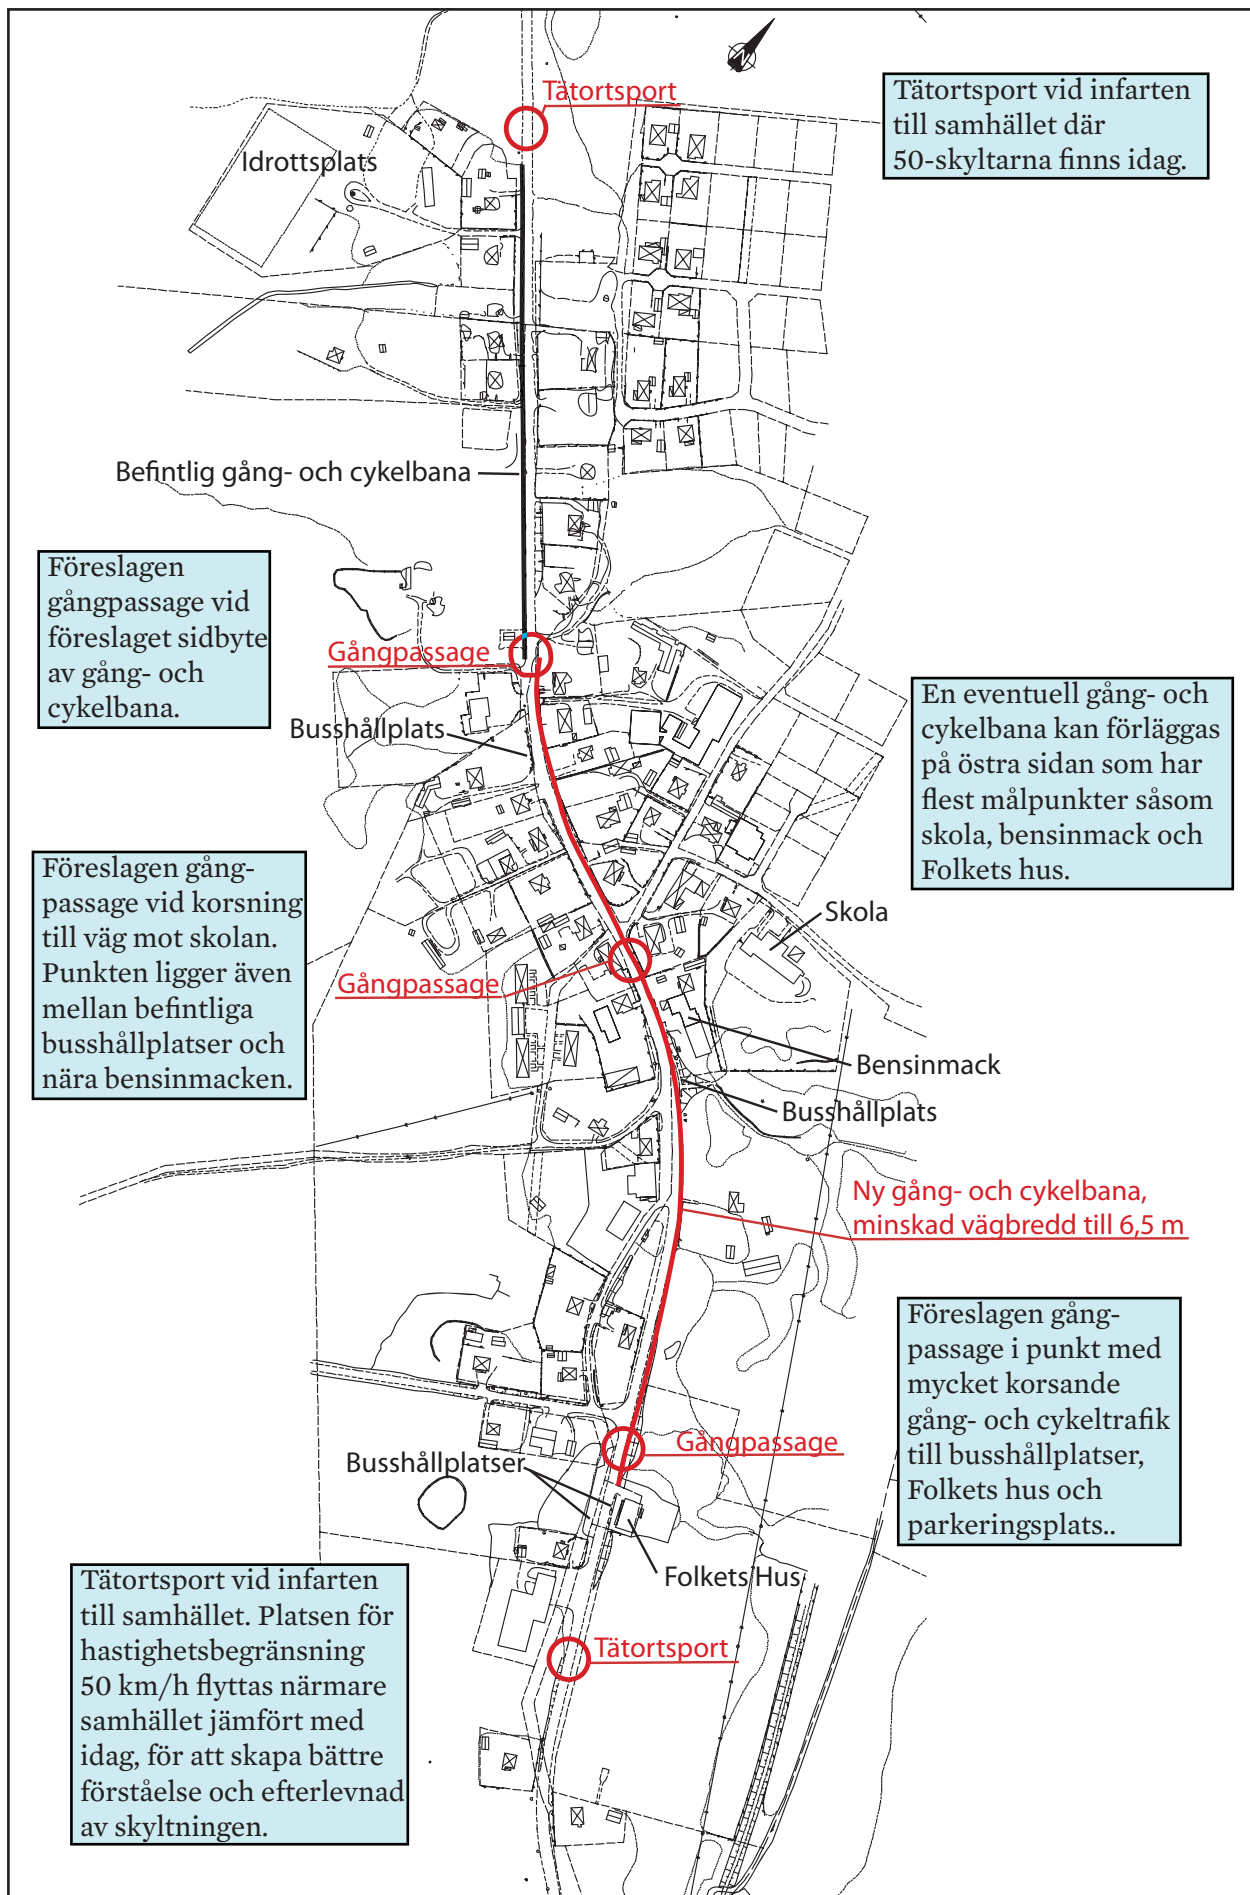 Tätortsport
Tätortsport vid infarten
till samhället där
50-skyltarna finns idag.
Idrottsplats
Befintlig gång- och cykelbana
Föreslagen
gångpassage vid
föreslaget sidbyte
av gång- och
cykelbana.
Gångpassage
Busshållplats
En eventuell gång- och
cykelbana kan förläggas
på östra sidan som har
flest målpunkter såsom
skola, bensinmack och
Folkets hus.
Föreslagen gång-
passage vid korsning
till väg mot skolan.
Punkten ligger även
mellan befintliga
busshållplatser och
nära bensinmacken.
Skola
Gångpassage
Bensinmack
Busshållplats
Ny gång- och cykelbana,
minskad vägbredd till 6,5 m
Föreslagen gång-
passage i punkt med
mycket korsande
gång- och cykeltrafik
till busshållplatser,
Folkets hus och
parkeringsplats..
Gångpassage
Busshållplatser
Folkets Hus
Tätortsport vid infarten
till samhället. Platsen för
hastighetsbegränsning
50 km/h flyttas närmare
samhället jämfört med
idag, för att skapa bättre
förståelse och efterlevnad
av skyltningen.
Tätortsport